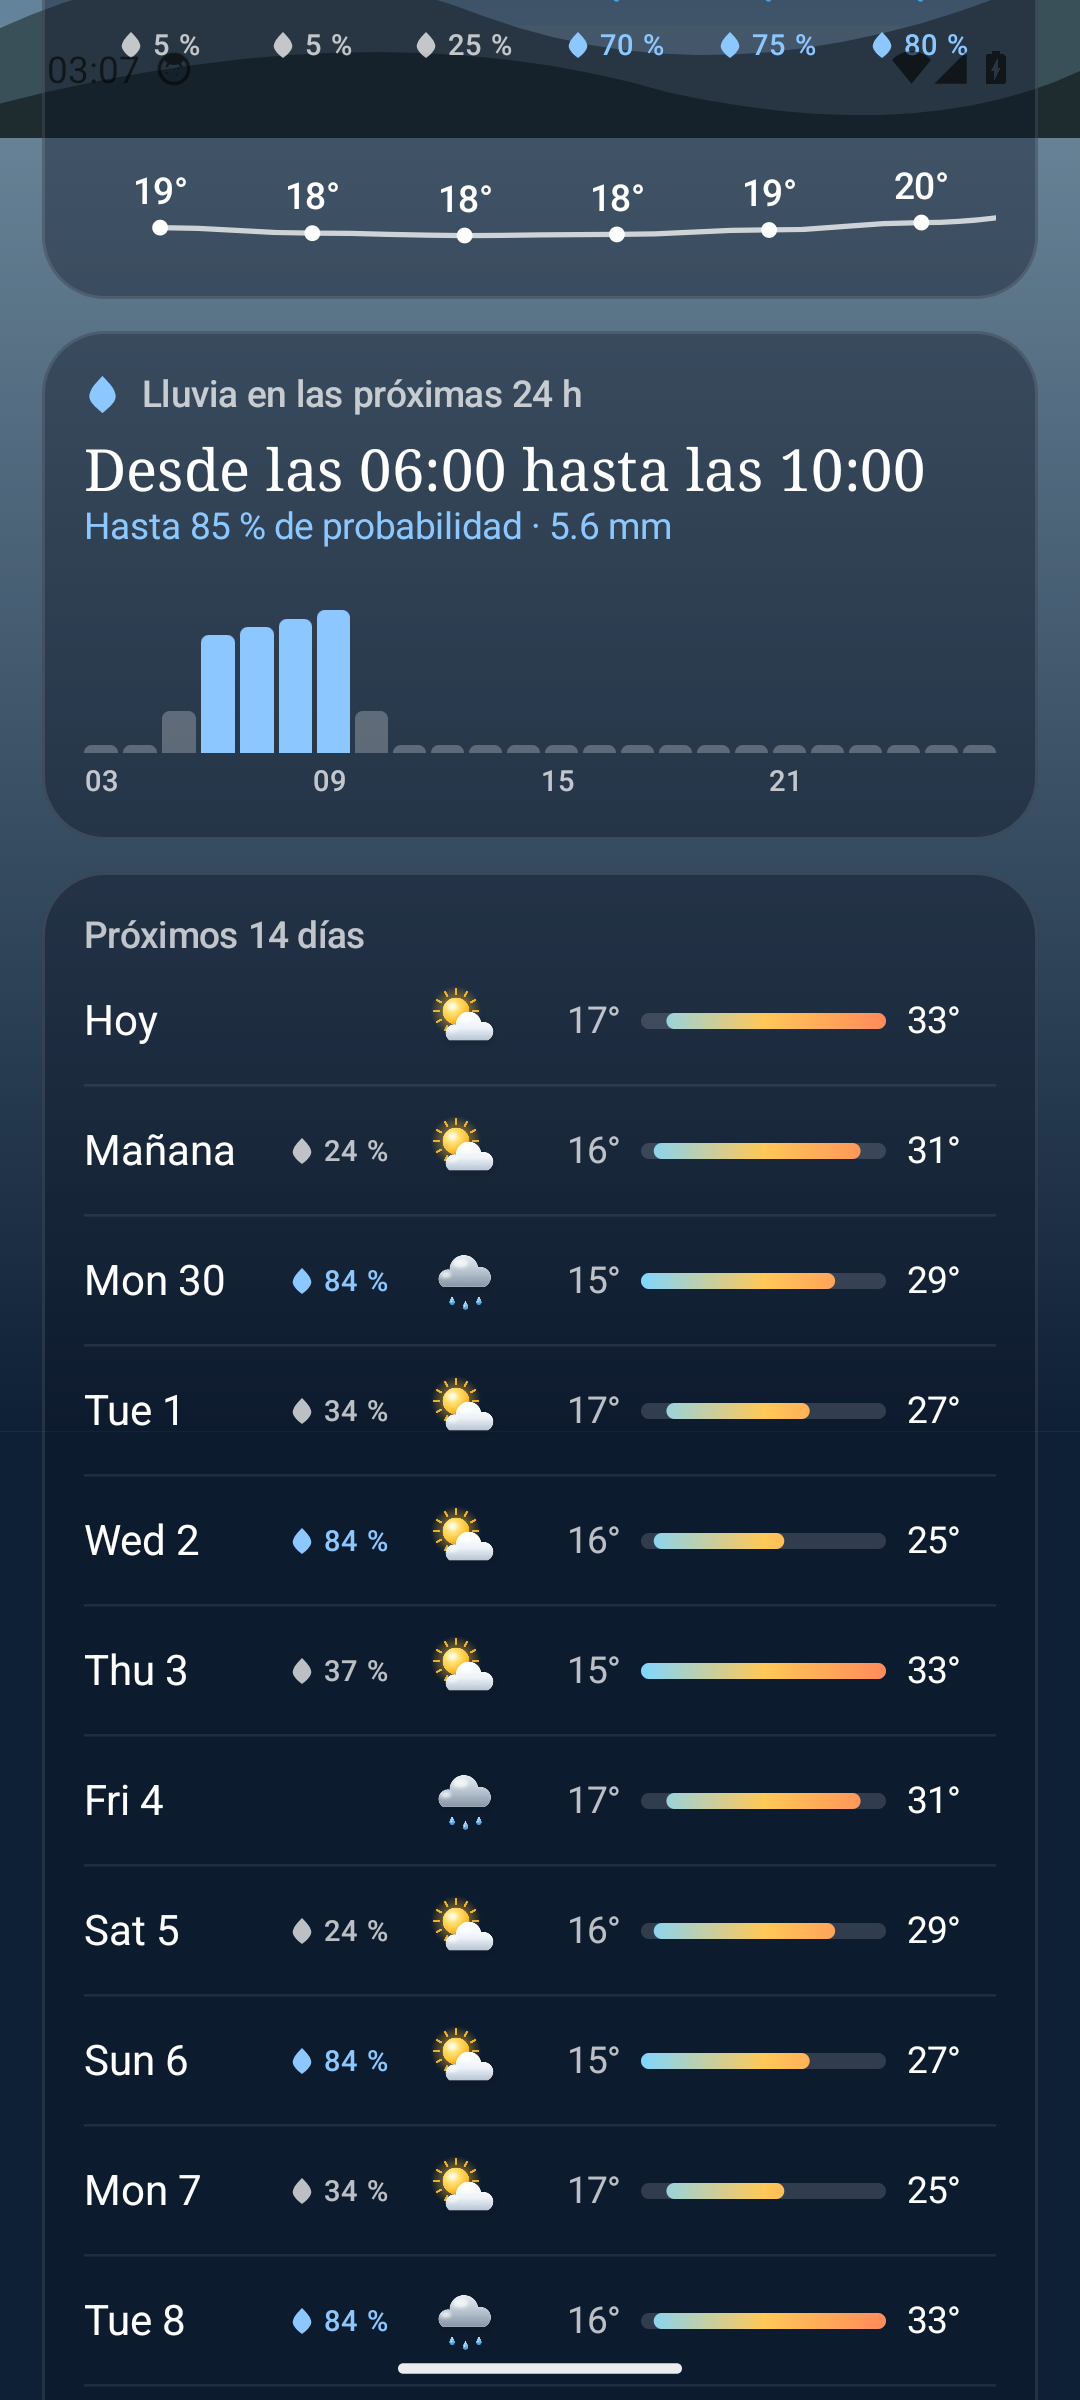 5 % 5 % 25 % 70 % 75 % 80 %
03:07
19° 18° 18° 18° 19° 20°
Lluvia en las próximas 24 h
Desde las 06:00 hasta las 10:00
Hasta 85 % de probabilidad · 5.6 mm
03 09 15 21
Próximos 14 días
Hoy 17° 33°
Mañana 24 % 16° 31°
Mon 30 84 % 15° 29°
Tue 1 34 % 17° 27°
Wed 2 84 % 16° 25°
Thu 3 37 % 15° 33°
Fri 4 17° 31°
Sat 5 24 % 16° 29°
Sun 6 84 % 15° 27°
Mon 7 34 % 17° 25°
Tue 8 84 % 16° 33°